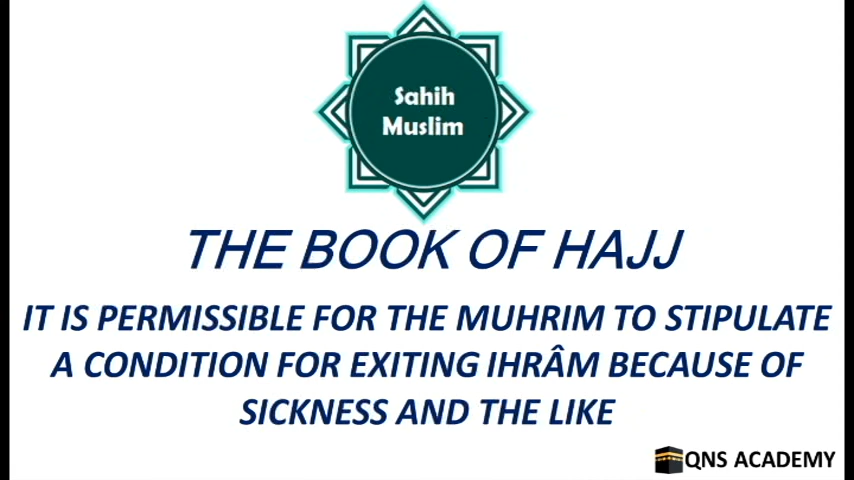 Sahih
Muslim
THE BOOK OF HAJJ
IT IS PERMISSIBLE FOR THE MUHRIM TO STIPULATE
A CONDITION FOR EXITING IHRÂM BECAUSE OF
SICKNESS AND THE LIKE
QNS ACADEMY